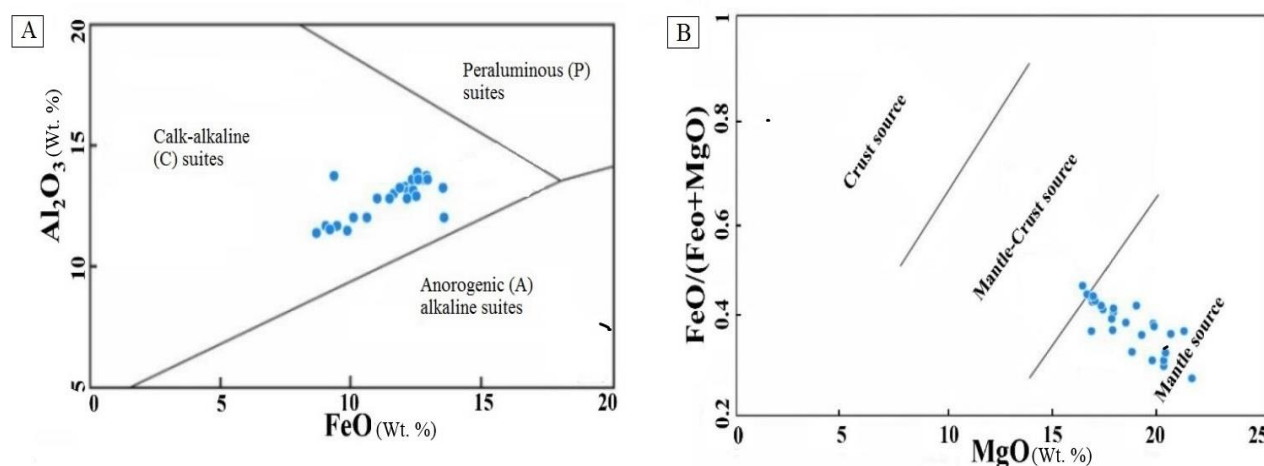 A
Al₂O₃ (Wt. %)
20
15
10
5
Peraluminous (P)
suites
Calk-alkaline
(C) suites
Anorogenic (A)
alkaline suites
0 5 10 15 20
FeO (Wt. %)
B
FeO/(Feo+MgO)
1
0.8
0.6
0.4
0.2
Crust source
Mantle-Crust source
Mantle source
0 5 10 15 20 25
MgO (Wt. %)